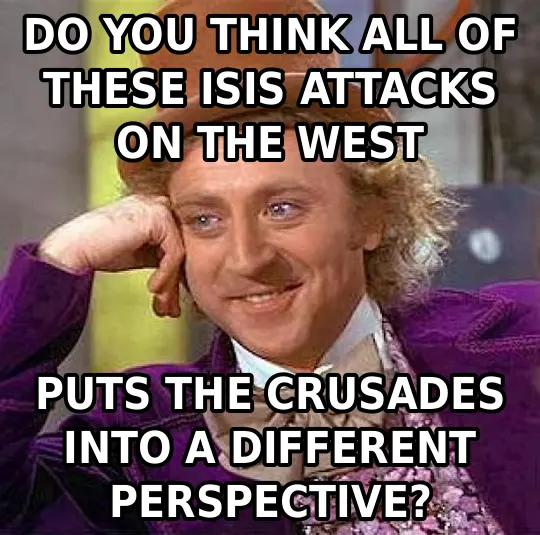 DO YOU THINK ALL OF
THESE ISIS ATTACKS
ON THE WEST
PUTS THE CRUSADES
INTO A DIFFERENT
PERSPECTIVE?